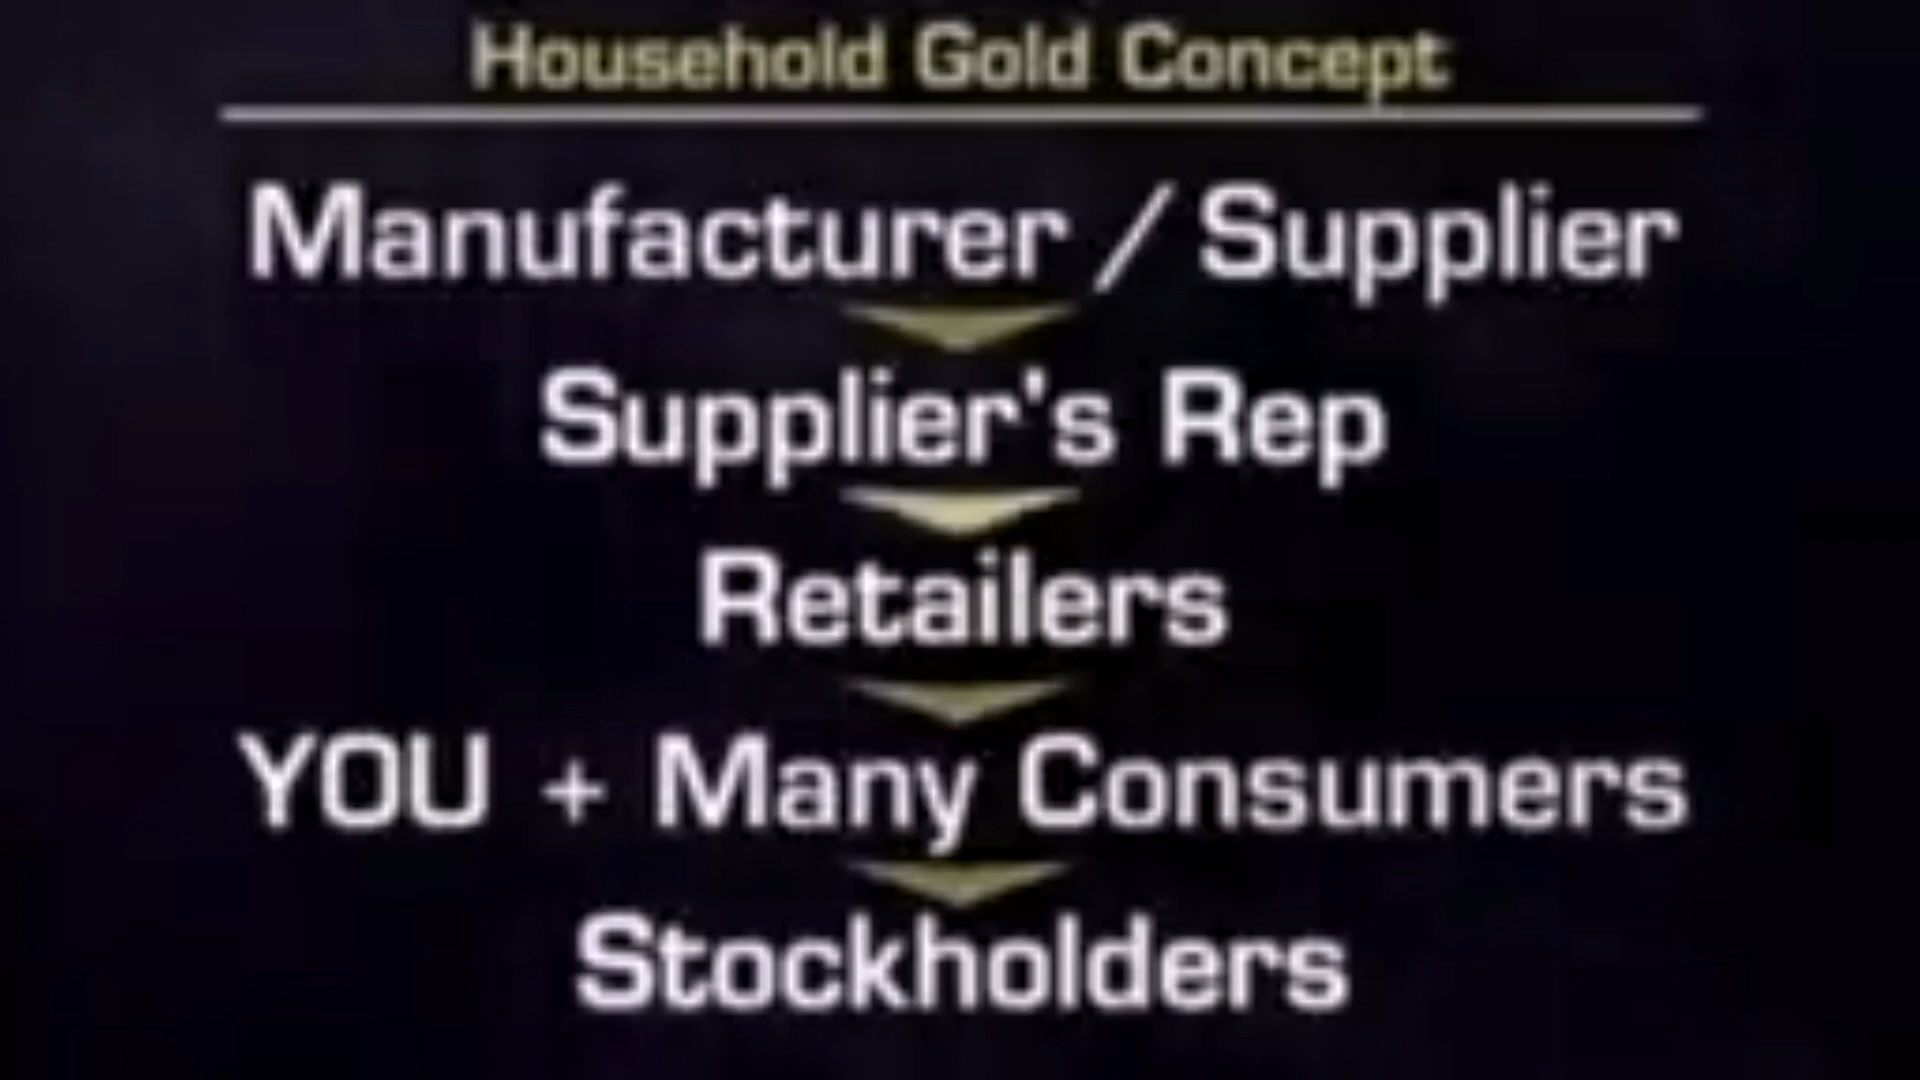 Household Gold Concept
Manufacturer / Supplier
Supplier's Rep
Retailers
YOU + Many Consumers
Stockholders